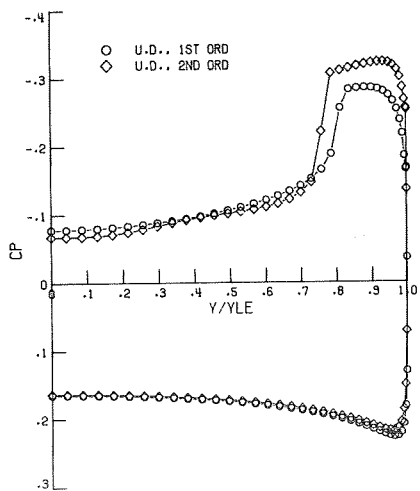 -.4
○ U.D., 1ST ORD
◇ U.D., 2ND ORD
-.3
-.2
-.1
CP
0
0 .1 .2 .3 .4 .5 .6 .7 .8 .9 1.0
Y/YLE
.1
.2
.3